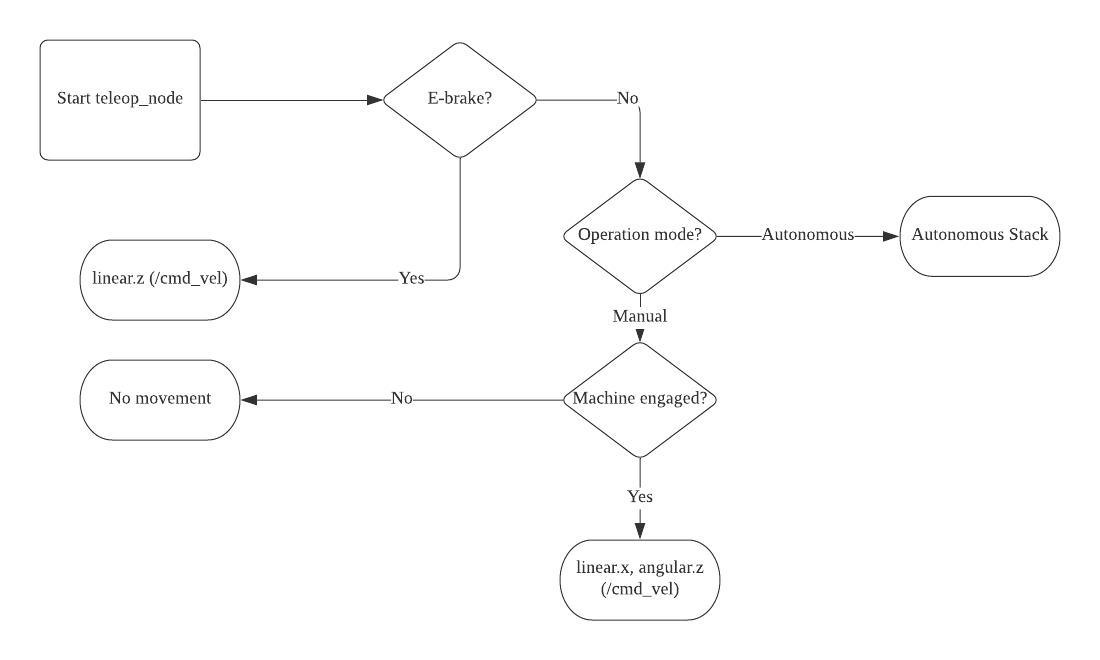 Start teleop_node
E-brake?
No
Operation mode?
Autonomous
Autonomous Stack
linear.z (/cmd_vel)
Yes
Manual
No movement
No
Machine engaged?
Yes
linear.x, angular.z
(/cmd_vel)